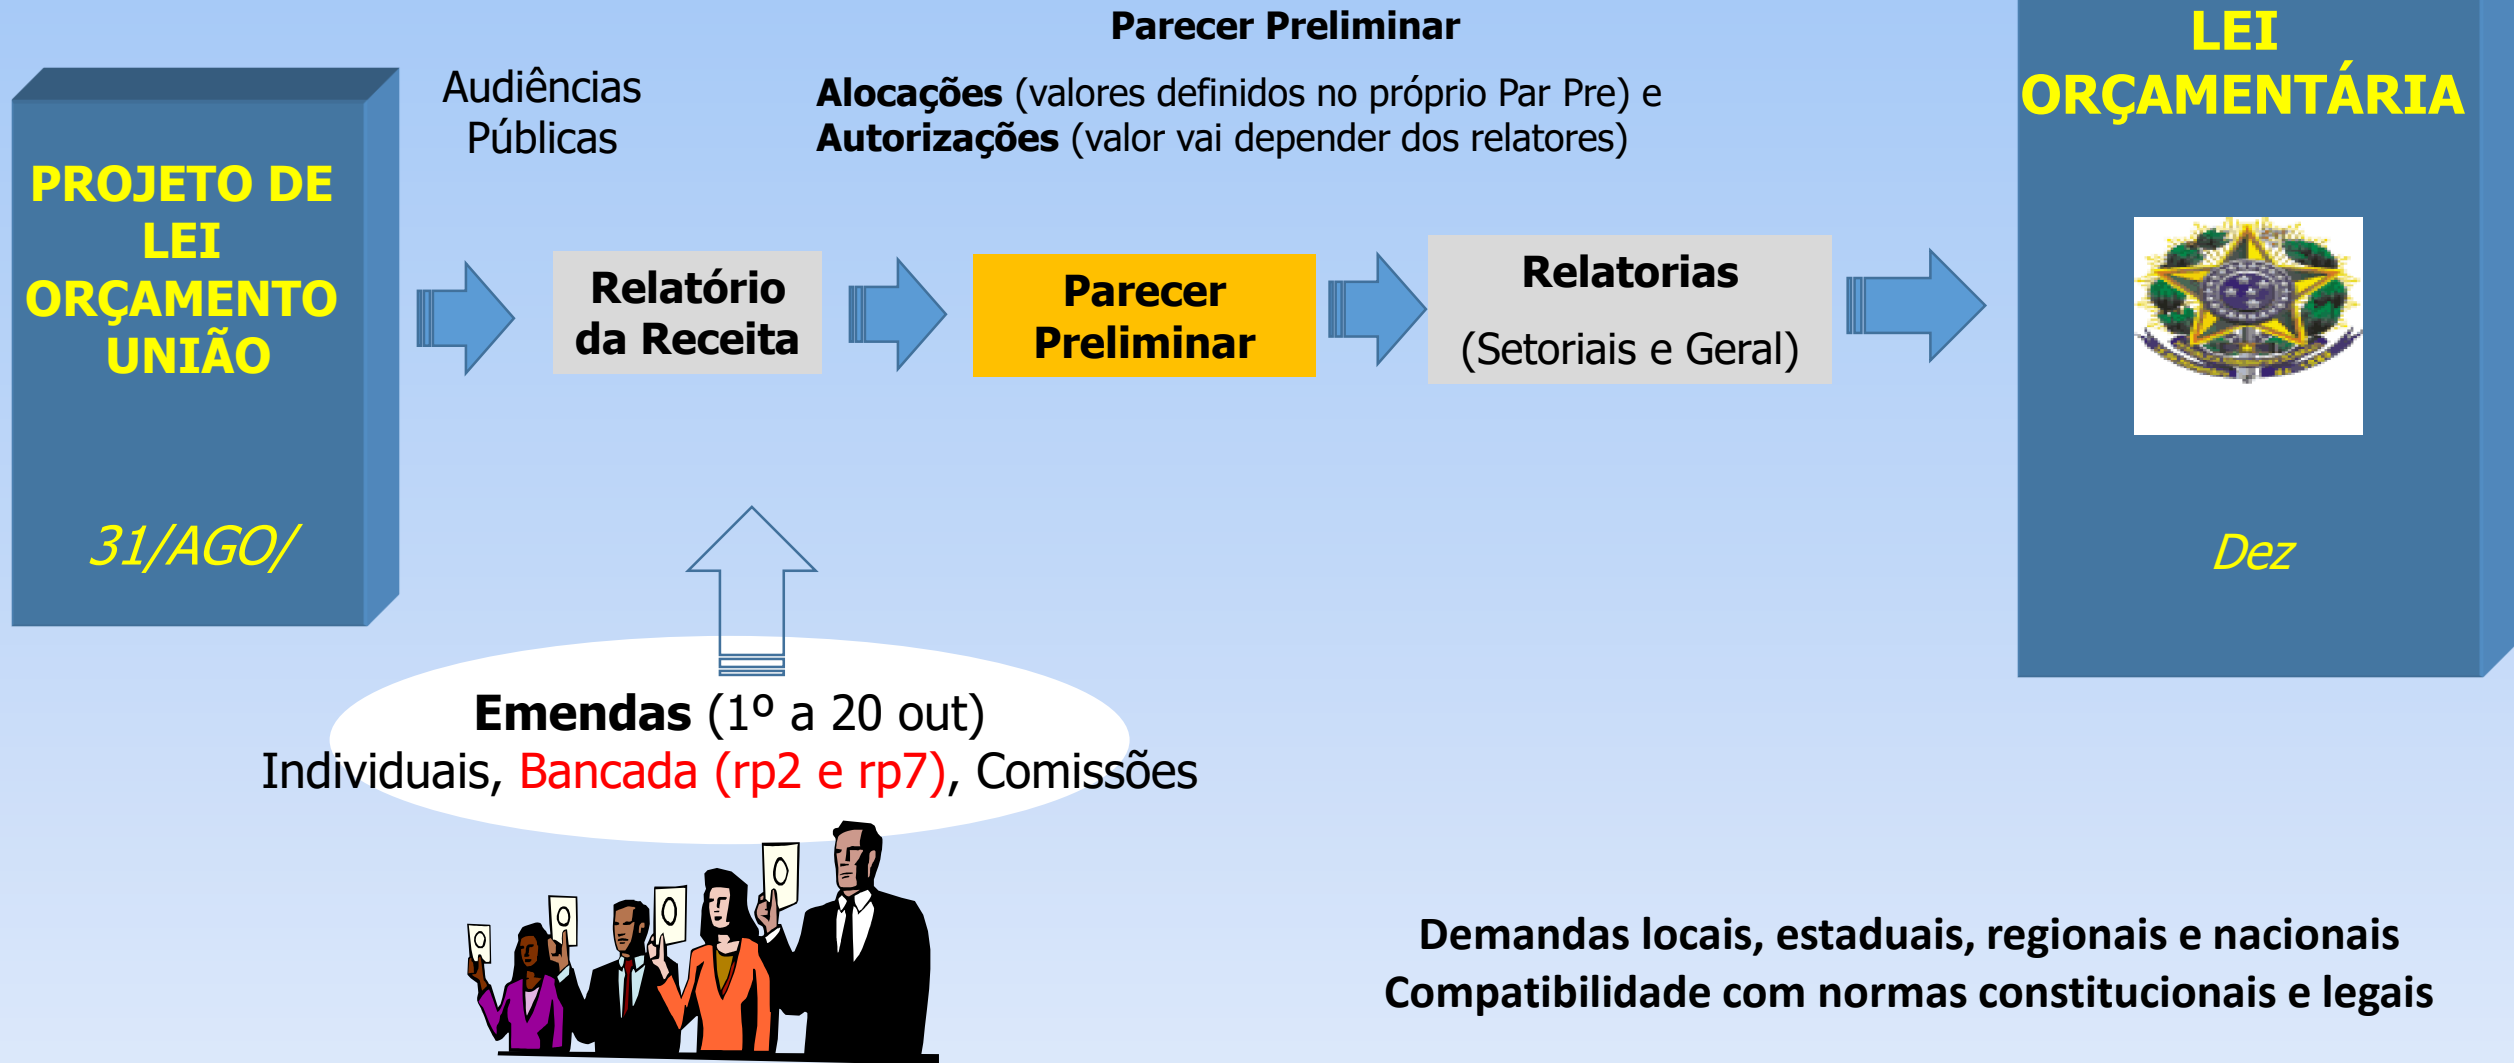 PROJETO DE
LEI
ORÇAMENTO
UNIÃO
31/AGO/
Audiências
Públicas
Parecer Preliminar
Alocações (valores definidos no próprio Par Pre) e
Autorizações (valor vai depender dos relatores)
Relatório
da Receita
Parecer
Preliminar
Relatorias
(Setoriais e Geral)
LEI
ORÇAMENTÁRIA
Dez
Emendas (1º a 20 out)
Individuais, Bancada (rp2 e rp7), Comissões
Demandas locais, estaduais, regionais e nacionais
Compatibilidade com normas constitucionais e legais